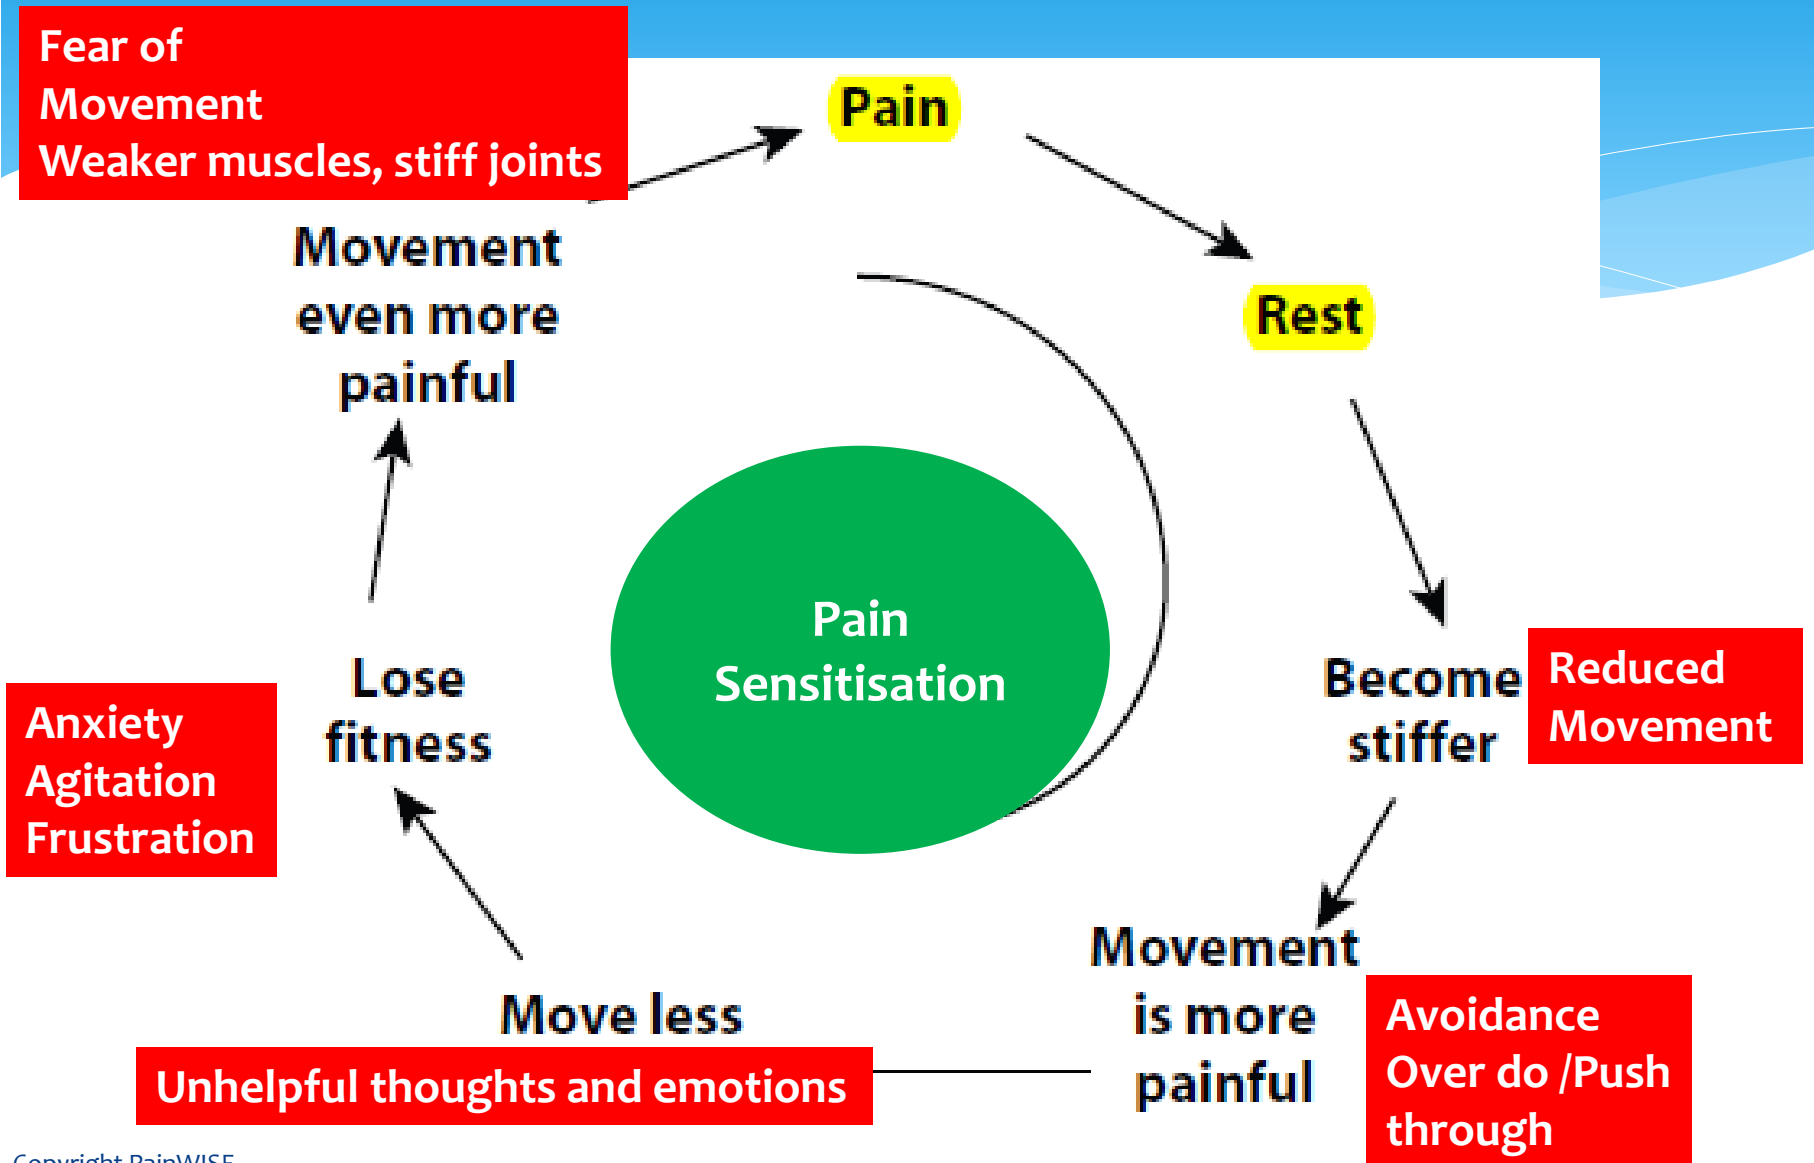 Fear of
Movement
Weaker muscles, stiff joints
Pain
Rest
Become
stiffer
Reduced
Movement
Movement
is more
painful
Avoidance
Over do /Push
through
Move less
Unhelpful thoughts and emotions
Lose
fitness
Anxiety
Agitation
Frustration
Movement
even more
painful
Pain
Sensitisation
Copyright PainWISE